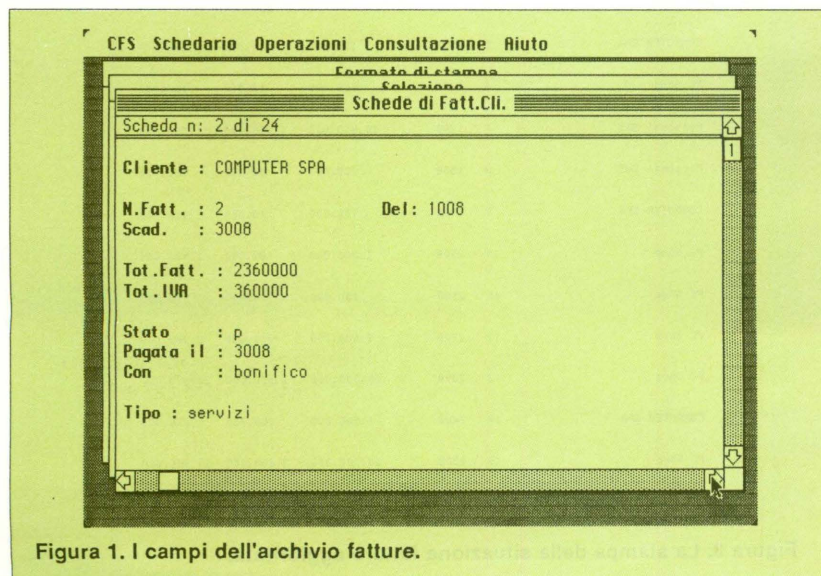 CFS Schedario Operazioni Consultazione Aiuto
Formato di stampa
Selezione
Schede di Fatt.Cli.
Scheda n: 2 di 24
1
Cliente : COMPUTER SPA
N.Fatt. : 2 Del: 1008
Scad. : 3008
Tot.Fatt. : 2360000
Tot.IVA : 360000
Stato : p
Pagata il : 3008
Con : bonifico
Tipo : servizi
Figura 1. I campi dell'archivio fatture.